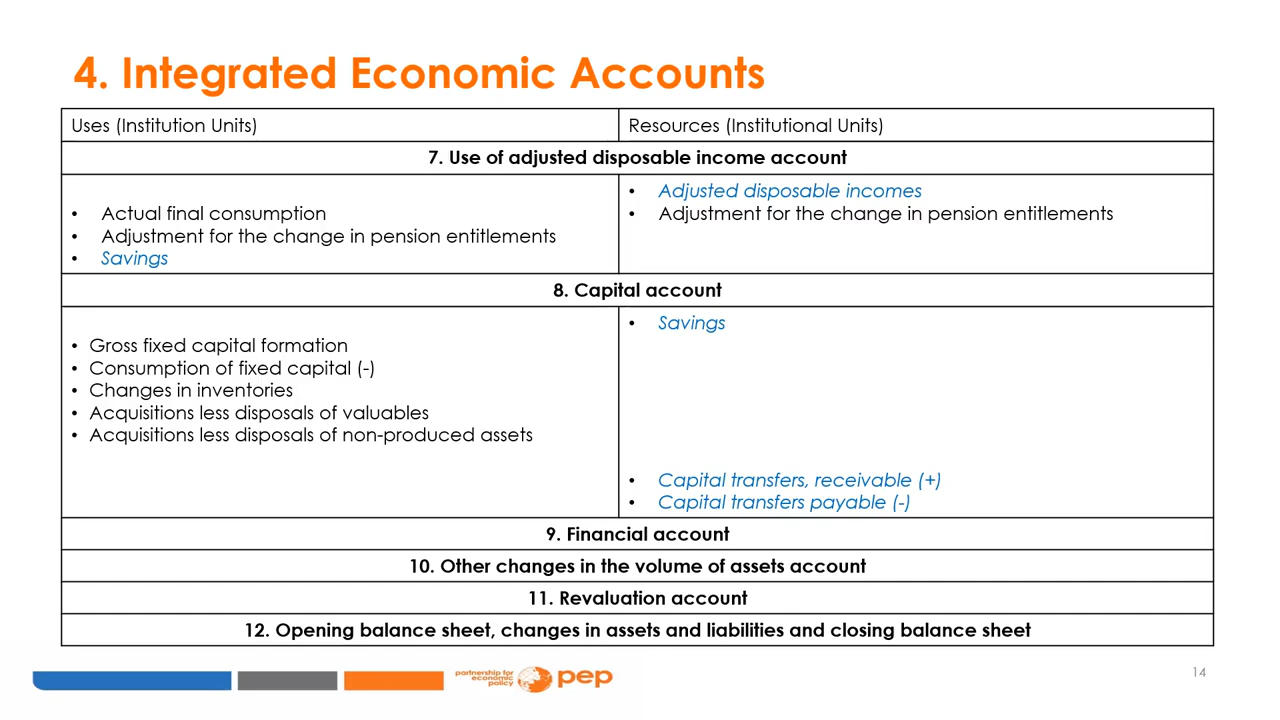 4. Integrated Economic Accounts
Uses (Institution Units)
Resources (Institutional Units)
7. Use of adjusted disposable income account
• Actual final consumption
• Adjustment for the change in pension entitlements
• Savings
• Adjusted disposable incomes
• Adjustment for the change in pension entitlements
8. Capital account
• Gross fixed capital formation
• Consumption of fixed capital (-)
• Changes in inventories
• Acquisitions less disposals of valuables
• Acquisitions less disposals of non-produced assets
• Savings
• Capital transfers, receivable (+)
• Capital transfers payable (-)
9. Financial account
10. Other changes in the volume of assets account
11. Revaluation account
12. Opening balance sheet, changes in assets and liabilities and closing balance sheet
partnership for
economic
policy
pep
14